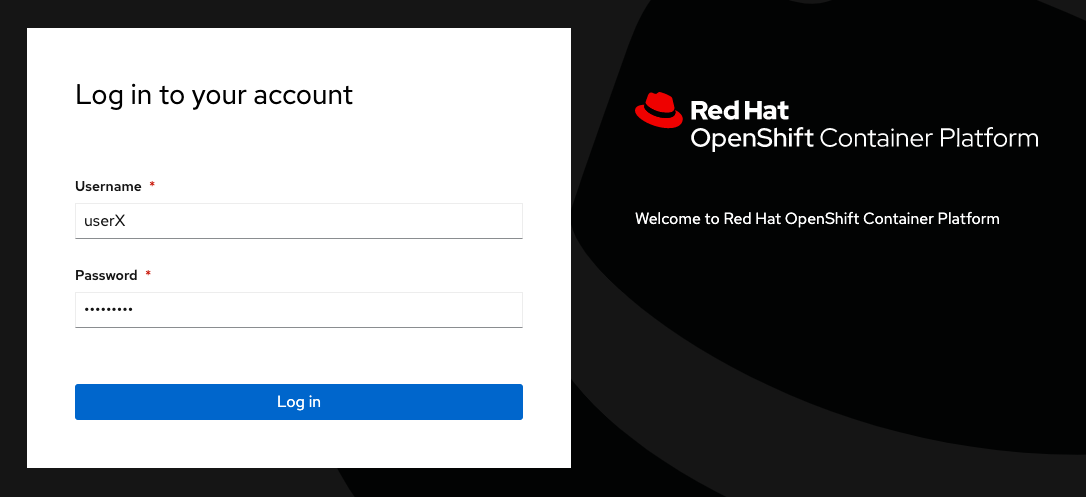 Log in to your account
Username *
userX
Password *
•••••••••
Log in
Red Hat
OpenShift Container Platform
Welcome to Red Hat OpenShift Container Platform